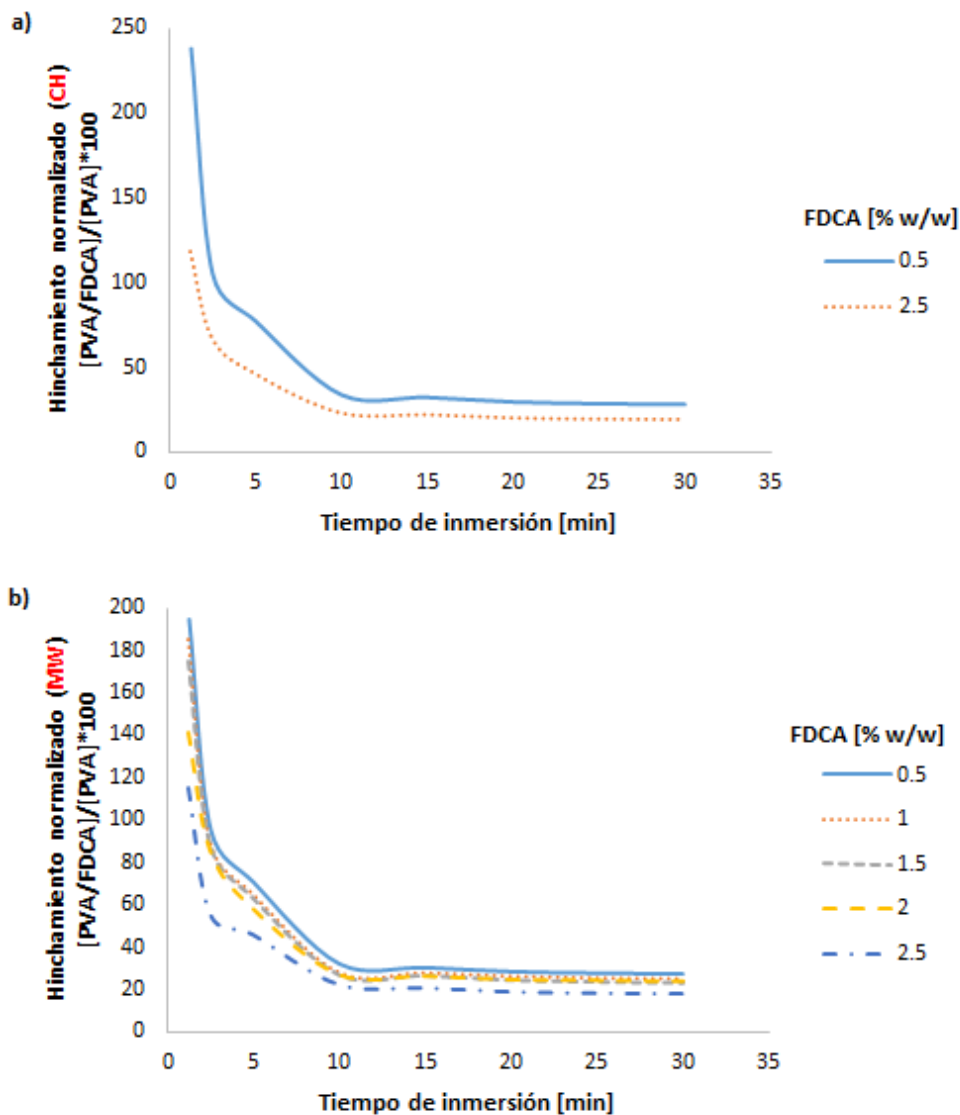 a)
Hinchamiento normalizado (CH)
[PVA/FDCA]/[PVA]*100
250
200
150
100
50
0
0 5 10 15 20 25 30 35
Tiempo de inmersión [min]
FDCA [% w/w]
0.5
2.5
b)
Hinchamiento normalizado (MW)
[PVA/FDCA]/[PVA]*100
200
180
160
140
120
100
80
60
40
20
0
0 5 10 15 20 25 30 35
Tiempo de inmersión [min]
FDCA [% w/w]
0.5
1
1.5
2
2.5